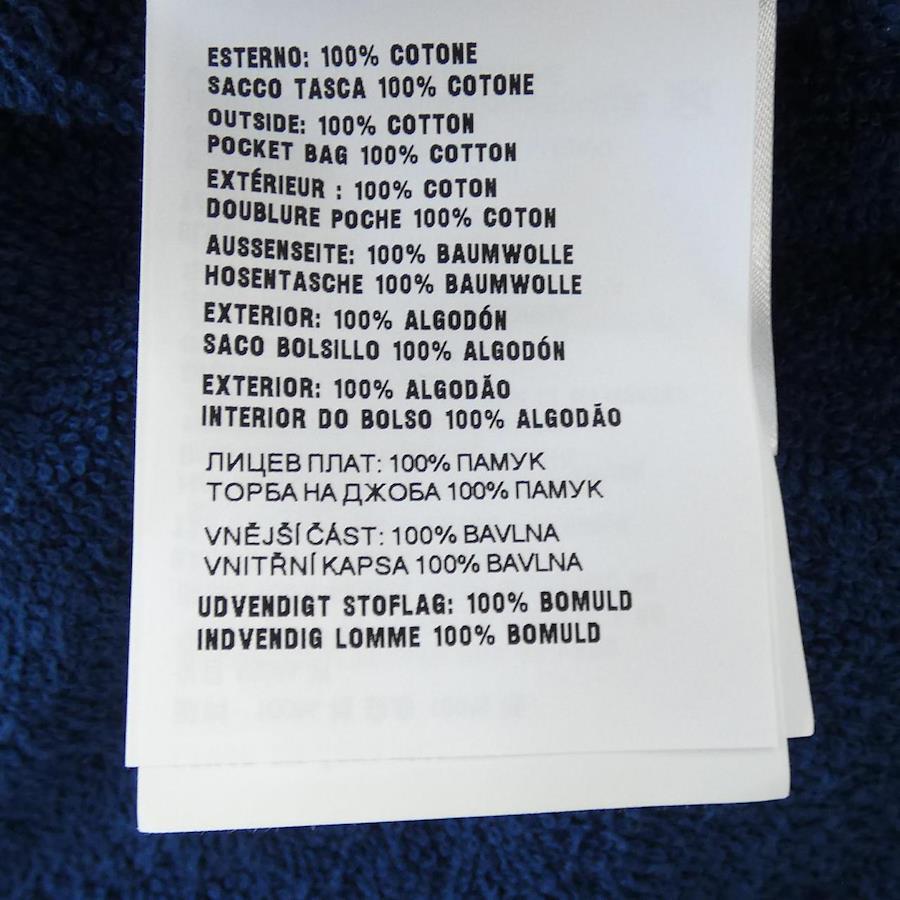 ESTERNO: 100% COTONE
SACCO TASCA 100% COTONE
OUTSIDE: 100% COTTON
POCKET BAG 100% COTTON
EXTÉRIEUR : 100% COTON
DOUBLURE POCHE 100% COTON
AUSSENSEITE: 100% BAUMWOLLE
HOSENTASCHE 100% BAUMWOLLE
EXTERIOR: 100% ALGODÓN
SACO BOLSILLO 100% ALGODÓN
EXTERIOR: 100% ALGODÃO
INTERIOR DO BOLSO 100% ALGODÃO
ЛИЦЕВ ПЛАТ: 100% ПАМУК
ТОРБА НА ДЖОБА 100% ПАМУК
VNĚJŠÍ ČÁST: 100% BAVLNA
VNITŘNÍ KAPSA 100% BAVLNA
UDVENDIGT STOFLAG: 100% BOMULD
INDVENDIG LOMME 100% BOMULD